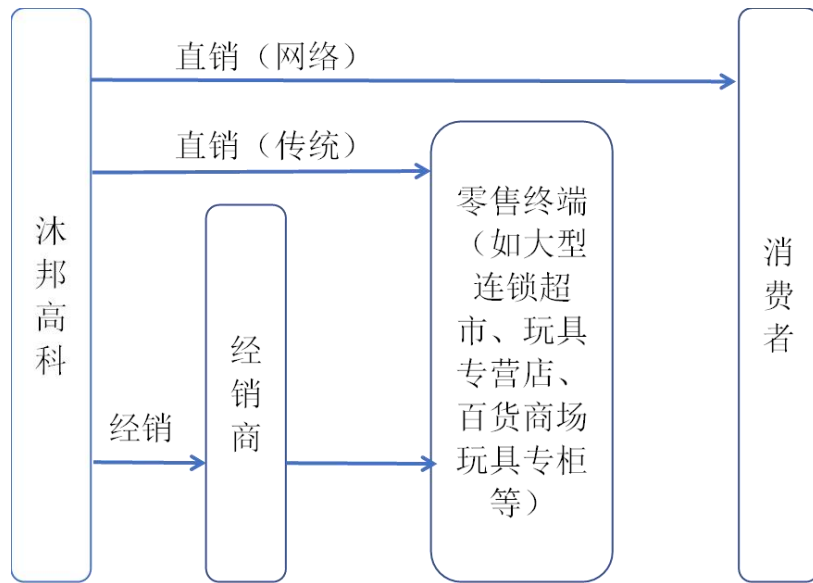 直销（网络）
直销（传统）
沐邦高科
经销
经销商
零售终端
（如大型
连锁超
市、玩具
专营店、
百货商场
玩具专柜
等）
消费者